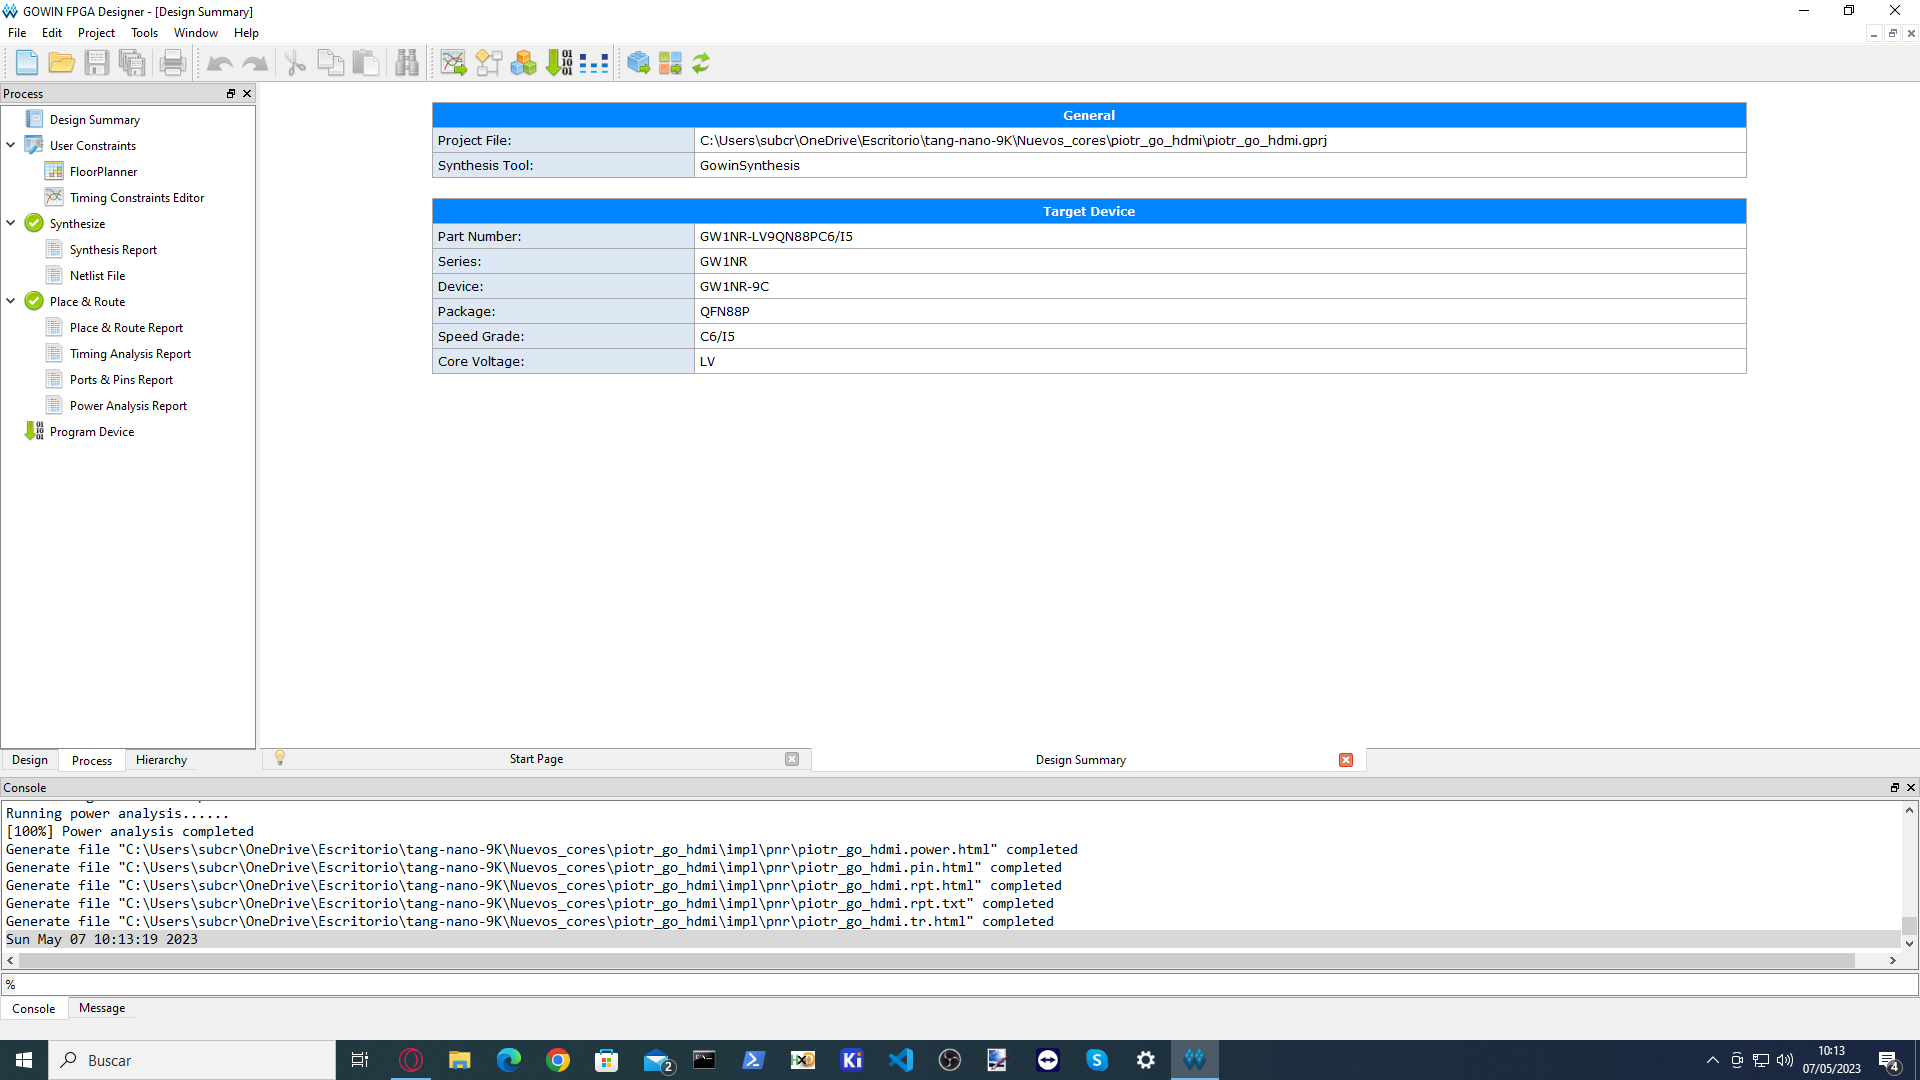 GOWIN FPGA Designer - [Design Summary]
File Edit Project Tools Window Help
Process
Design Summary
User Constraints
FloorPlanner
Timing Constraints Editor
Synthesize
Synthesis Report
Netlist File
Place & Route
Place & Route Report
Timing Analysis Report
Ports & Pins Report
Power Analysis Report
Program Device
General
Project File: C:\Users\subcr\OneDrive\Escritorio\tang-nano-9K\Nuevos_cores\piotr_go_hdmi\piotr_go_hdmi.gprj
Synthesis Tool: GowinSynthesis
Target Device
Part Number: GW1NR-LV9QN88PC6/I5
Series: GW1NR
Device: GW1NR-9C
Package: QFN88P
Speed Grade: C6/I5
Core Voltage: LV
Design Process Hierarchy
Start Page
Design Summary
Console
Running power analysis......
[100%] Power analysis completed
Generate file "C:\Users\subcr\OneDrive\Escritorio\tang-nano-9K\Nuevos_cores\piotr_go_hdmi\impl\pnr\piotr_go_hdmi.power.html" completed
Generate file "C:\Users\subcr\OneDrive\Escritorio\tang-nano-9K\Nuevos_cores\piotr_go_hdmi\impl\pnr\piotr_go_hdmi.pin.html" completed
Generate file "C:\Users\subcr\OneDrive\Escritorio\tang-nano-9K\Nuevos_cores\piotr_go_hdmi\impl\pnr\piotr_go_hdmi.rpt.html" completed
Generate file "C:\Users\subcr\OneDrive\Escritorio\tang-nano-9K\Nuevos_cores\piotr_go_hdmi\impl\pnr\piotr_go_hdmi.rpt.txt" completed
Generate file "C:\Users\subcr\OneDrive\Escritorio\tang-nano-9K\Nuevos_cores\piotr_go_hdmi\impl\pnr\piotr_go_hdmi.tr.html" completed
Sun May 07 10:13:19 2023
%
Console Message
Buscar
2
Ki
10:13
07/05/2023
4